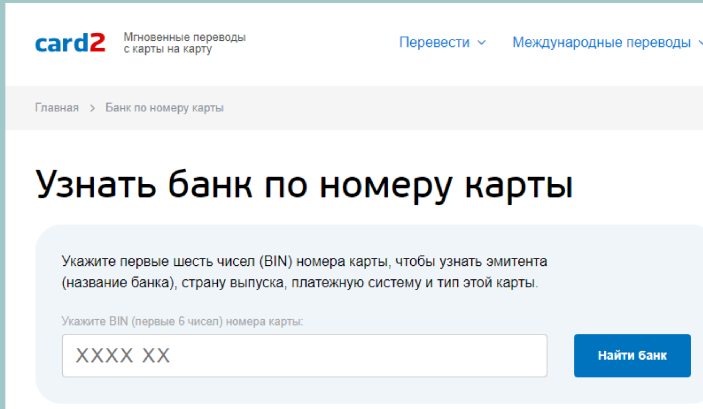 card2
Мгновенные переводы
с карты на карту
Перевести
Международные переводы
Главная > Банк по номеру карты
Узнать банк по номеру карты
Укажите первые шесть чисел (BIN) номера карты, чтобы узнать эмитента
(название банка), страну выпуска, платежную систему и тип этой карты.
Укажите BIN (первые 6 чисел) номера карты:
XXXX XX
Найти банк